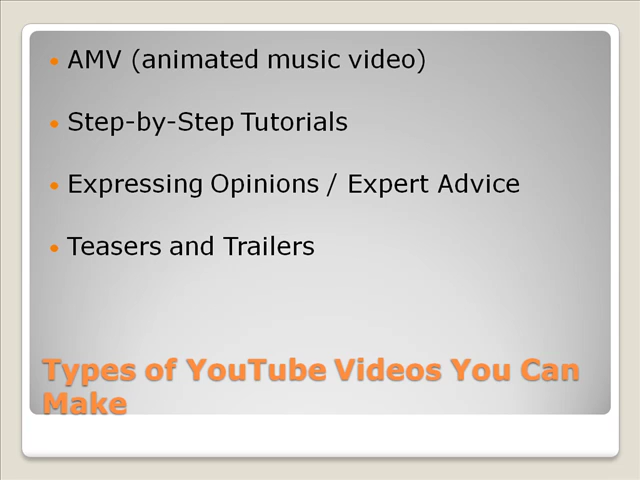 • AMV (animated music video)
• Step-by-Step Tutorials
• Expressing Opinions / Expert Advice
• Teasers and Trailers
Types of YouTube Videos You Can
Make